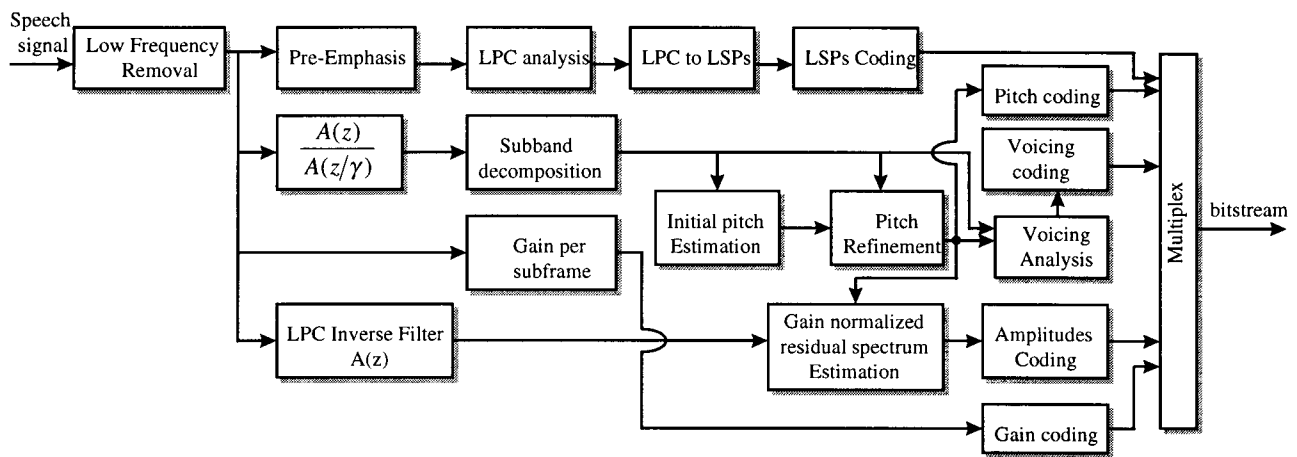 Speech
signal
Low Frequency
Removal
Pre-Emphasis
LPC analysis
LPC to LSPs
LSPs Coding
Pitch coding
A(z)
A(z/γ)
Subband
decomposition
Voicing
coding
Initial pitch
Estimation
Pitch
Refinement
Voicing
Analysis
Multiplex
bitstream
Gain per
subframe
LPC Inverse Filter
A(z)
Gain normalized
residual spectrum
Estimation
Amplitudes
Coding
Gain coding